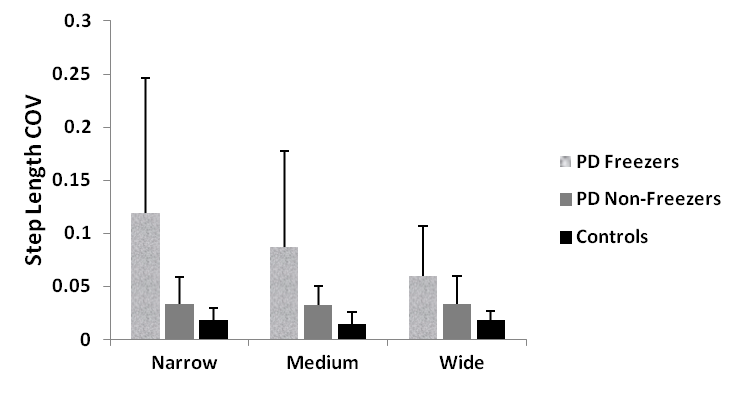 0.3
0.25
0.2
0.15
0.1
0.05
0
Step Length COV
Narrow
Medium
Wide
PD Freezers
PD Non-Freezers
Controls